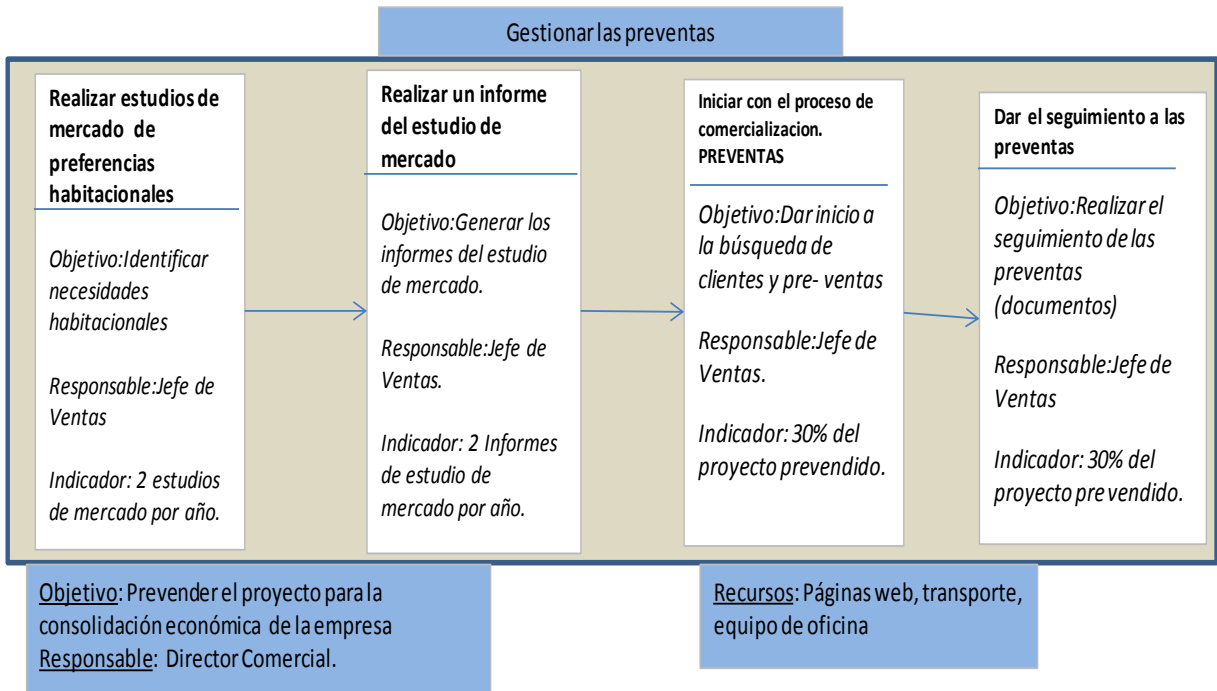 Gestionar las preventas
Realizar estudios de
mercado de
preferencias
habitacionales
Objetivo:Identificar
necesidades
habitacionales
Responsable:Jefe de
Ventas
Indicador: 2 estudios
de mercado por año.
Realizar un informe
del estudio de
mercado
Objetivo:Generar los
informes del estudio
de mercado.
Responsable:Jefe de
Ventas.
Indicador: 2 Informes
de estudio de
mercado por año.
Iniciar con el proceso de
comercializacion.
PREVENTAS
Objetivo:Dar inicio a
la búsqueda de
clientes y pre- ventas
Responsable:Jefe de
Ventas.
Indicador: 30% del
proyecto prevendido.
Dar el seguimiento a las
preventas
Objetivo:Realizar el
seguimiento de las
preventas
(documentos)
Responsable:Jefe de
Ventas
Indicador: 30% del
proyecto pre vendido.
Objetivo: Prevender el proyecto para la
consolidación económica de la empresa
Responsable: Director Comercial.
Recursos: Páginas web, transporte,
equipo de oficina